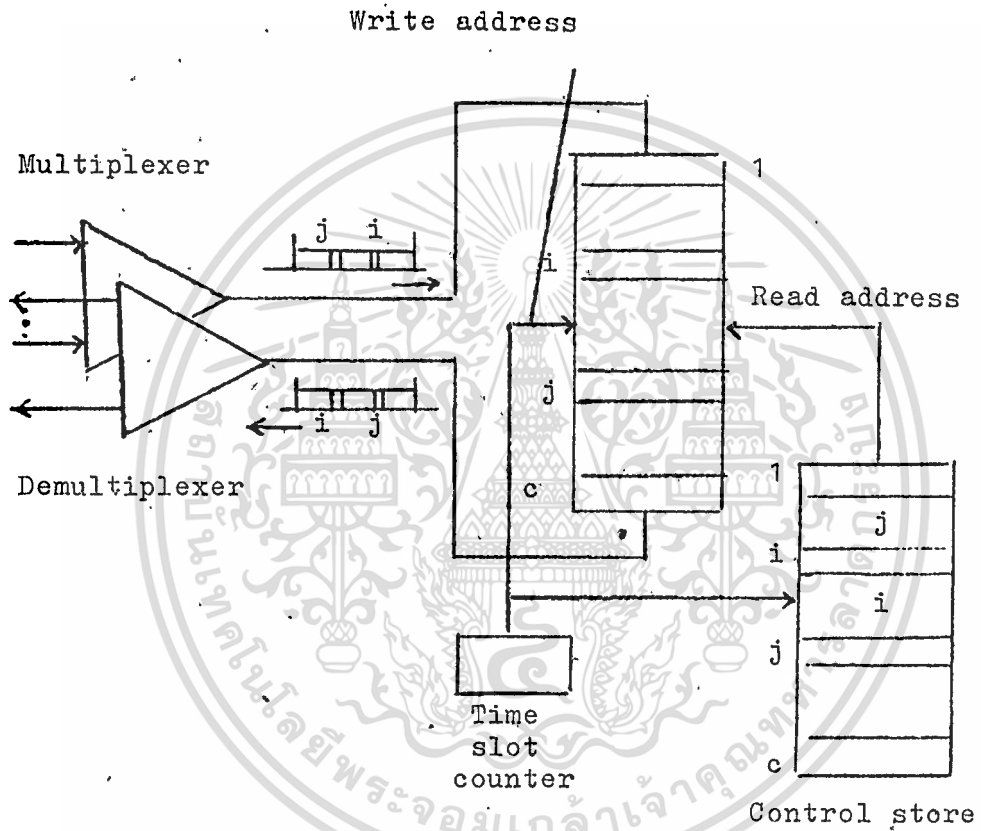 Write address
Multiplexer
1
j i
i
Read address
j
i j
Demultiplexer
c
1
j
i
i
j
Time
slot
counter
c
Control store